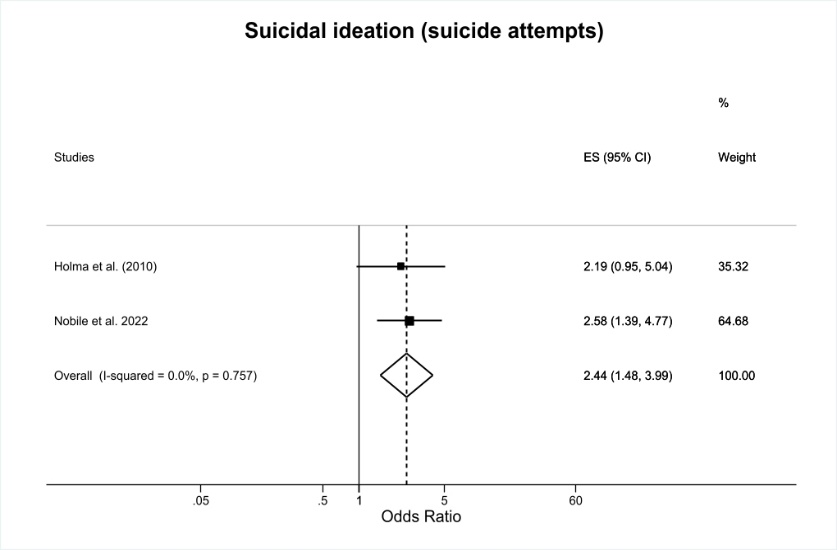 Suicidal ideation (suicide attempts)
%
Studies ES (95% CI) Weight
Holma et al. (2010) 2.19 (0.95, 5.04) 35.32
Nobile et al. 2022 2.58 (1.39, 4.77) 64.68
Overall (I-squared = 0.0%, p = 0.757) 2.44 (1.48, 3.99) 100.00
.05 .5 1 5 60
Odds Ratio